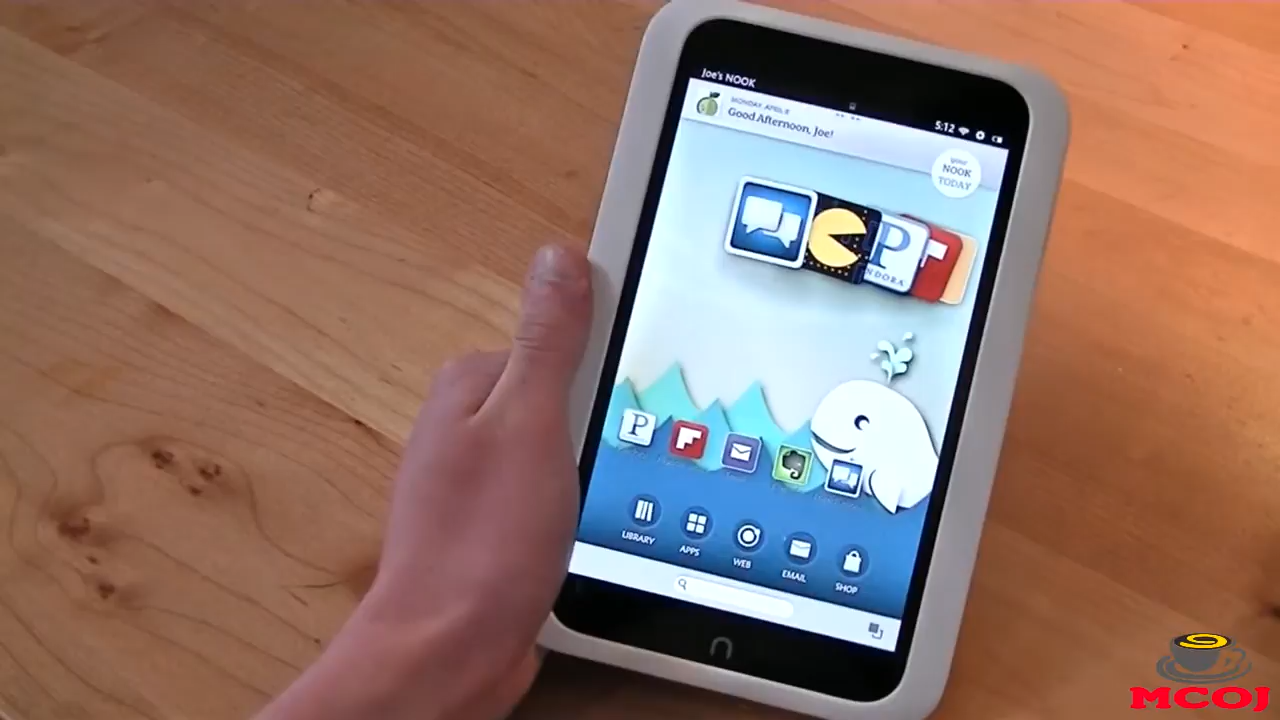 Joe's NOOK
MONDAY, APRIL 8
Good Afternoon, Joe!
5:12
your
NOOK
TODAY
P
NDORA
P
LIBRARY
APPS
WEB
EMAIL
SHOP
n
MCOJ